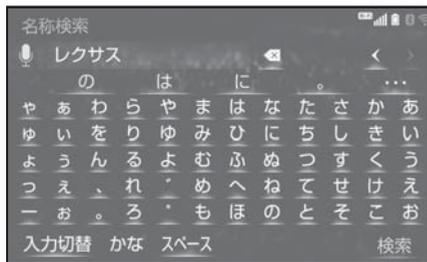 名称検索
レクサス
の は に 。 …
ゃ ぁ わ ら や ま は な た さ か あ
ゅ ぃ を り ゆ み ひ に ち し き い
ょ ぅ ん る よ む ふ ぬ つ す く う
っ ぇ 、 れ ゛ め へ ね て せ け え
ー ぉ 。 ろ ゜ も ほ の と そ こ お
入力切替 かな スペース 検索